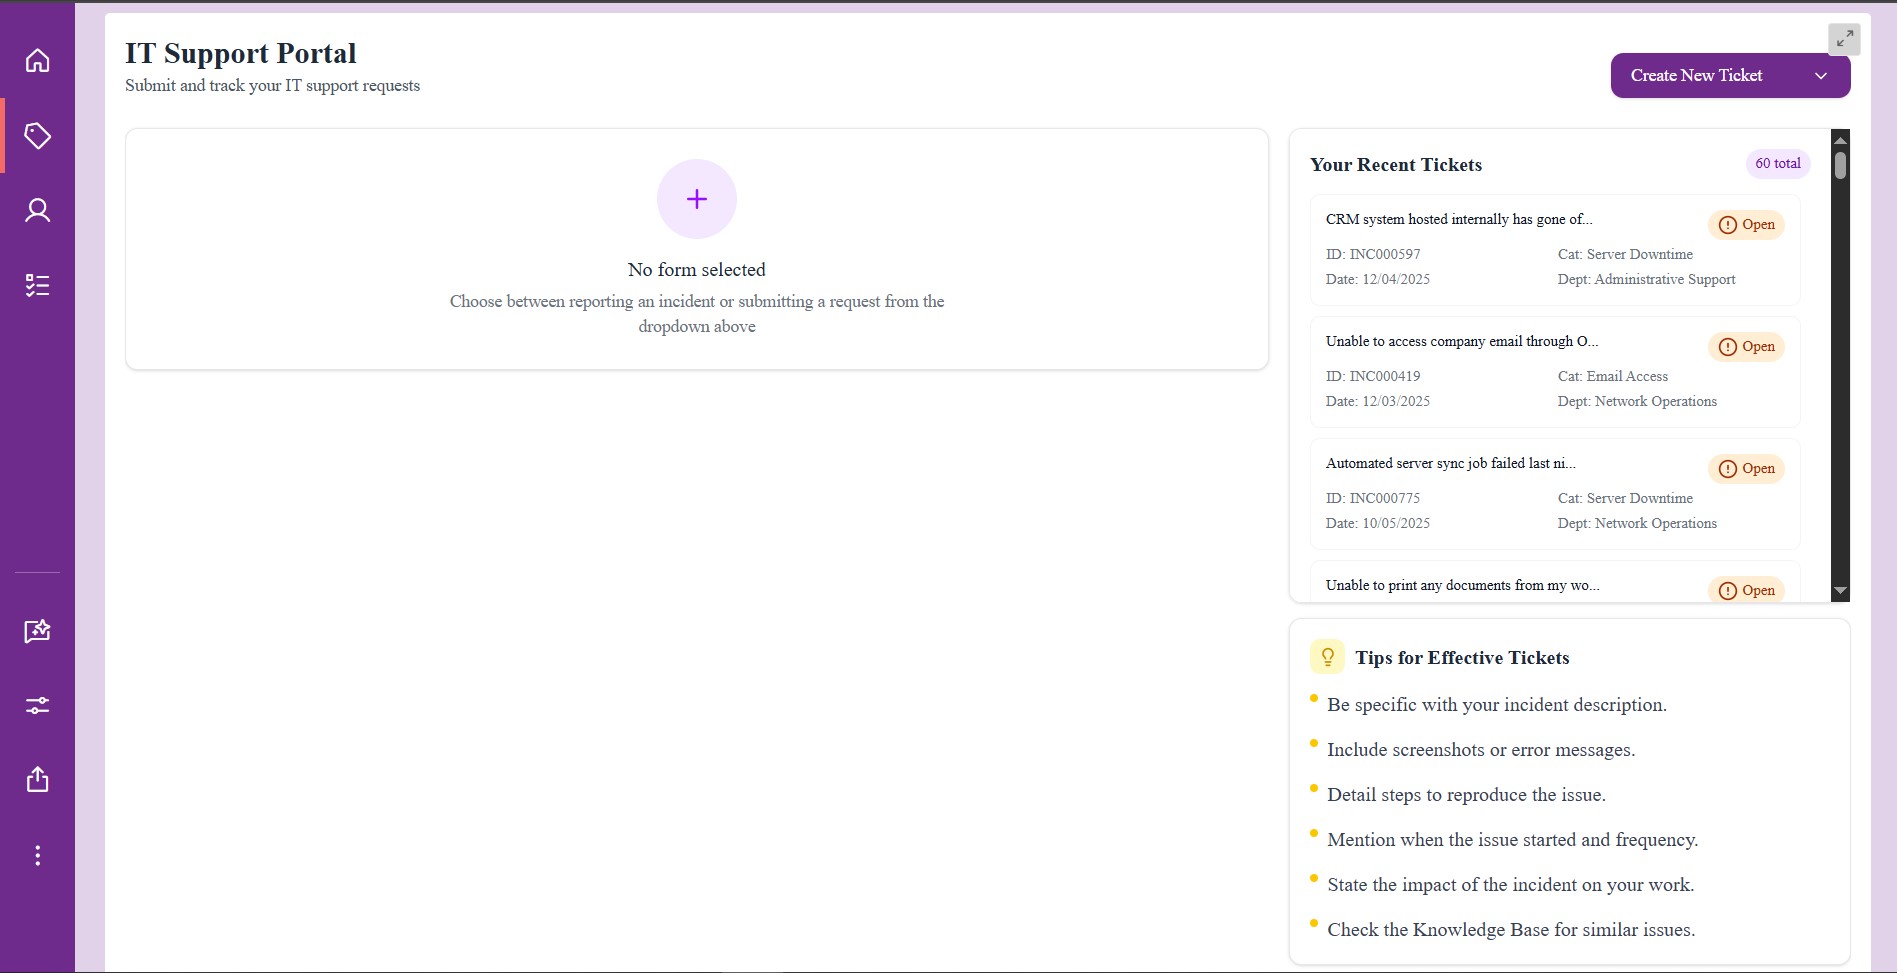 IT Support Portal
Submit and track your IT support requests
Create New Ticket
No form selected
Choose between reporting an incident or submitting a request from the
dropdown above
Your Recent Tickets
60 total
CRM system hosted internally has gone of...
Open
ID: INC000597
Cat: Server Downtime
Date: 12/04/2025
Dept: Administrative Support
Unable to access company email through O...
Open
ID: INC000419
Cat: Email Access
Date: 12/03/2025
Dept: Network Operations
Automated server sync job failed last ni...
Open
ID: INC000775
Cat: Server Downtime
Date: 10/05/2025
Dept: Network Operations
Unable to print any documents from my wo...
Open
Tips for Effective Tickets
Be specific with your incident description.
Include screenshots or error messages.
Detail steps to reproduce the issue.
Mention when the issue started and frequency.
State the impact of the incident on your work.
Check the Knowledge Base for similar issues.